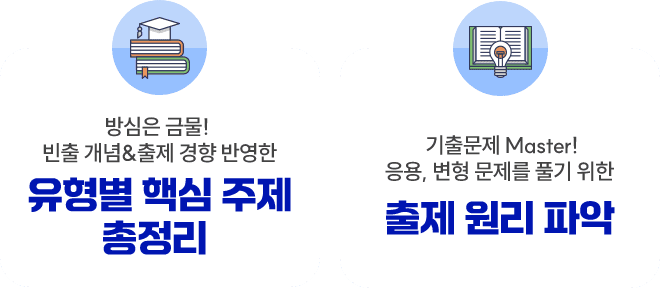 방심은 금물!
빈출 개념&출제 경향 반영한
유형별 핵심 주제
총정리
기출문제 Master!
응용, 변형 문제를 풀기 위한
출제 원리 파악